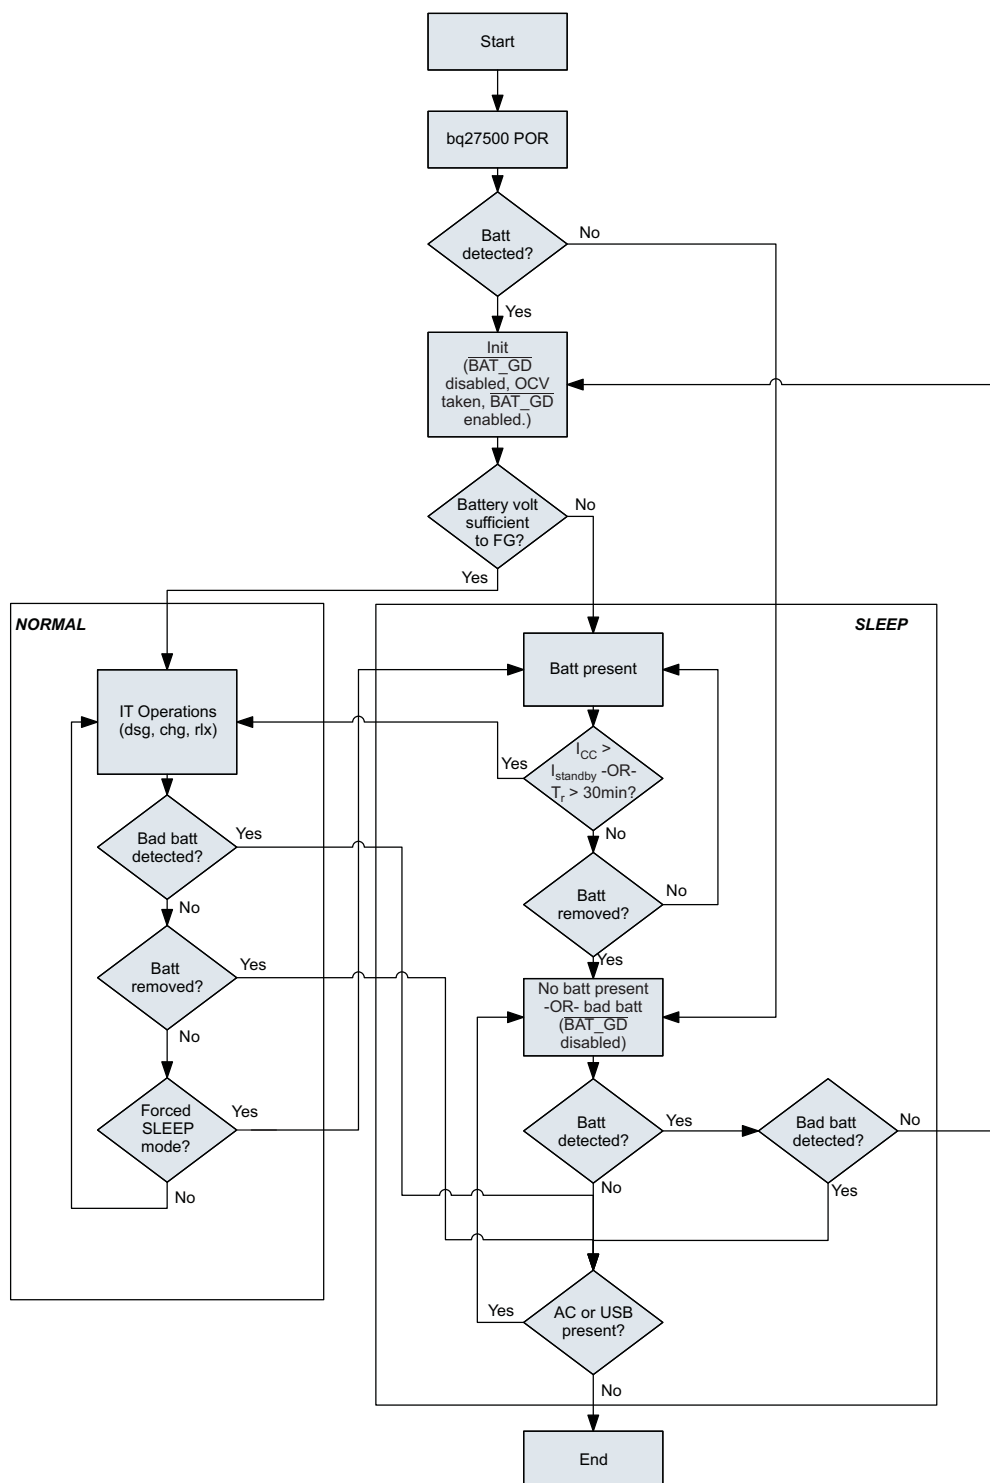 Start
bq27500 POR
Batt
detected?
No
Yes
Init
(BAT_GD
disabled, OCV
taken, BAT_GD
enabled.)
Battery volt
sufficient
to FG?
No
Yes
NORMAL
SLEEP
IT Operations
(dsg, chg, rlx)
Bad batt
detected?
Yes
No
Batt
removed?
Yes
No
Forced
SLEEP
mode?
Yes
No
Batt present
I_CC >
I_standby -OR-
T_r > 30min?
Yes
No
Batt
removed?
No
Yes
No batt present
-OR- bad batt
(BAT_GD
disabled)
Batt
detected?
Yes
No
Bad batt
detected?
No
Yes
AC or USB
present?
Yes
No
End